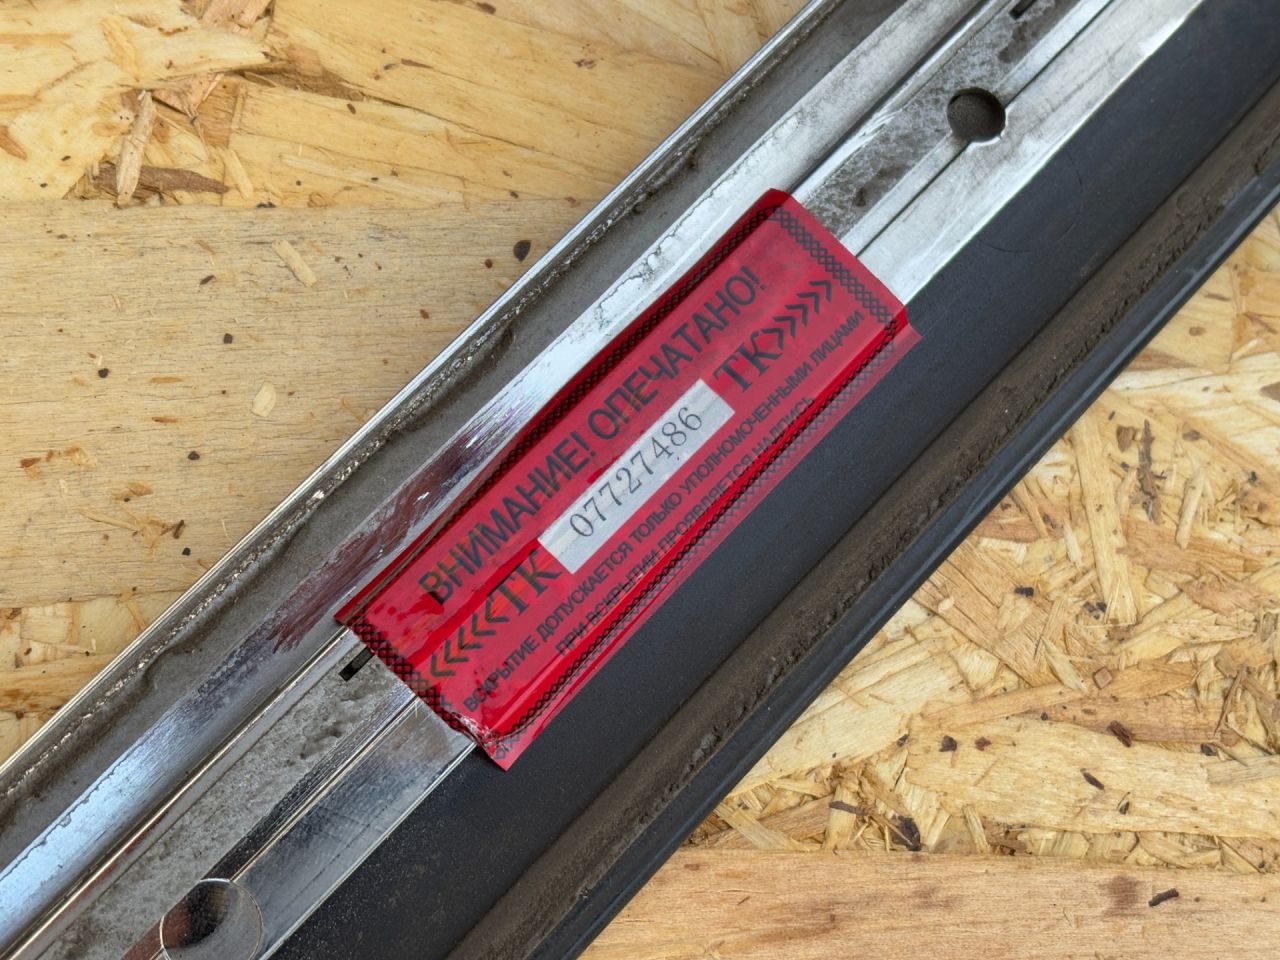 ВНИМАНИЕ! ОПЕЧАТАНО!
<<<<ТК 07727486 ТК>>>>
ВСКРЫТИЕ ДОПУСКАЕТСЯ ТОЛЬКО УПОЛНОМОЧЕННЫМИ ЛИЦАМИ
ПРИ ВСКРЫТИИ ПРОЯВЛЯЕТСЯ НАДПИСЬ